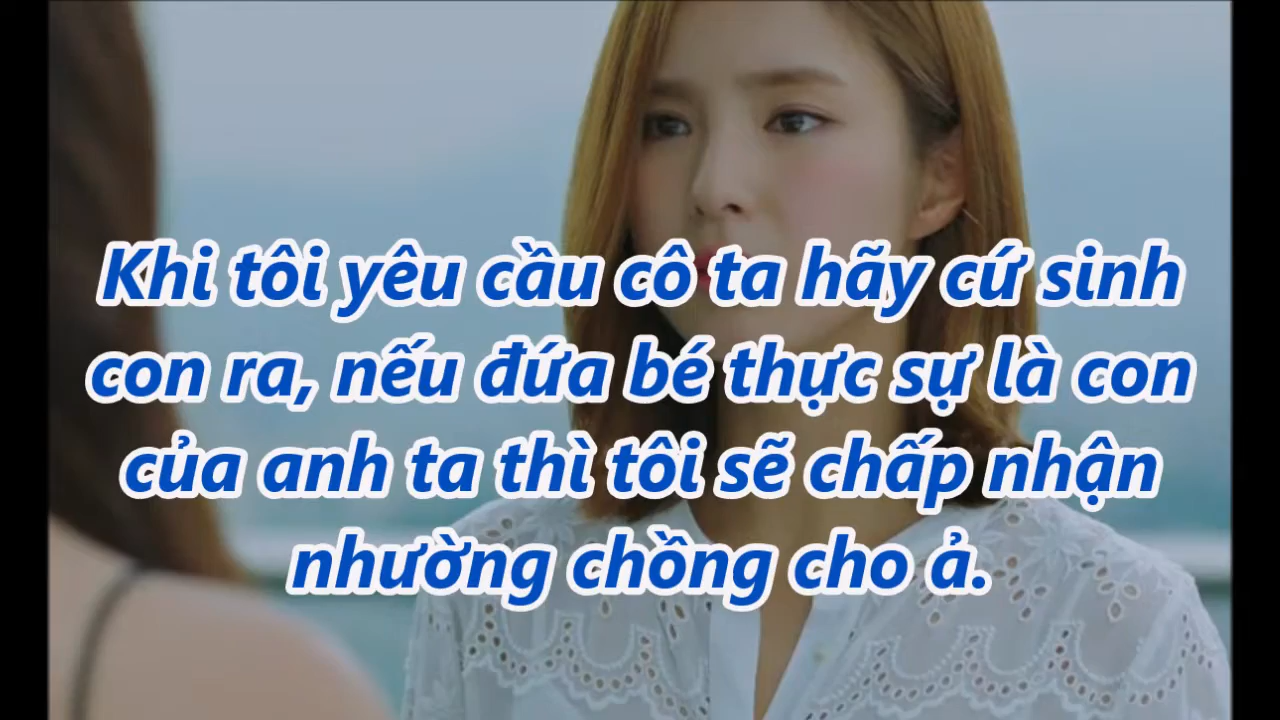 Khi tôi yêu cầu cô ta hãy cứ sinh
con ra, nếu đứa bé thực sự là con
của anh ta thì tôi sẽ chấp nhận
nhường chồng cho ả.